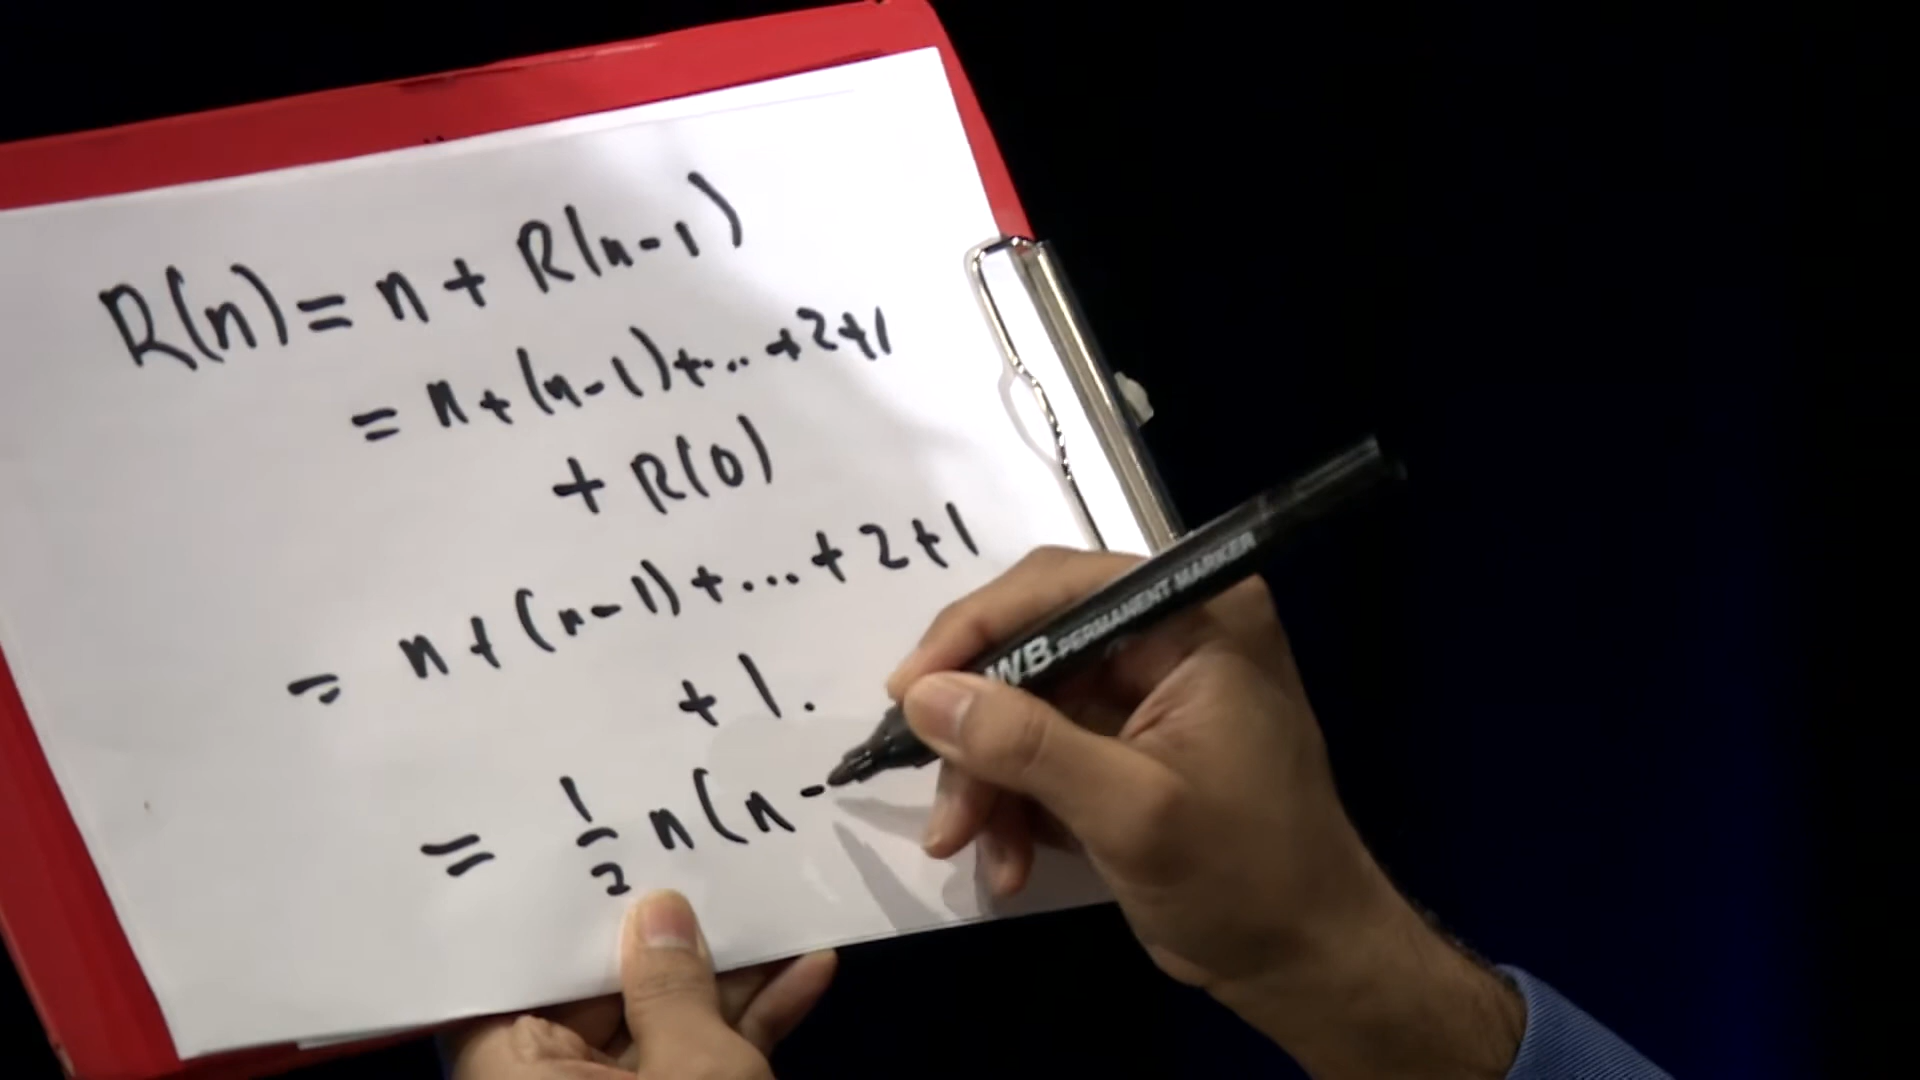 R(n) = n + R(n-1)
= n + (n-1) + ... + 2 + 1
+ R(0)
= n + (n-1) + ... + 2 + 1
+ 1.
= 1/2 n (n -
WB PERMANENT MARKER